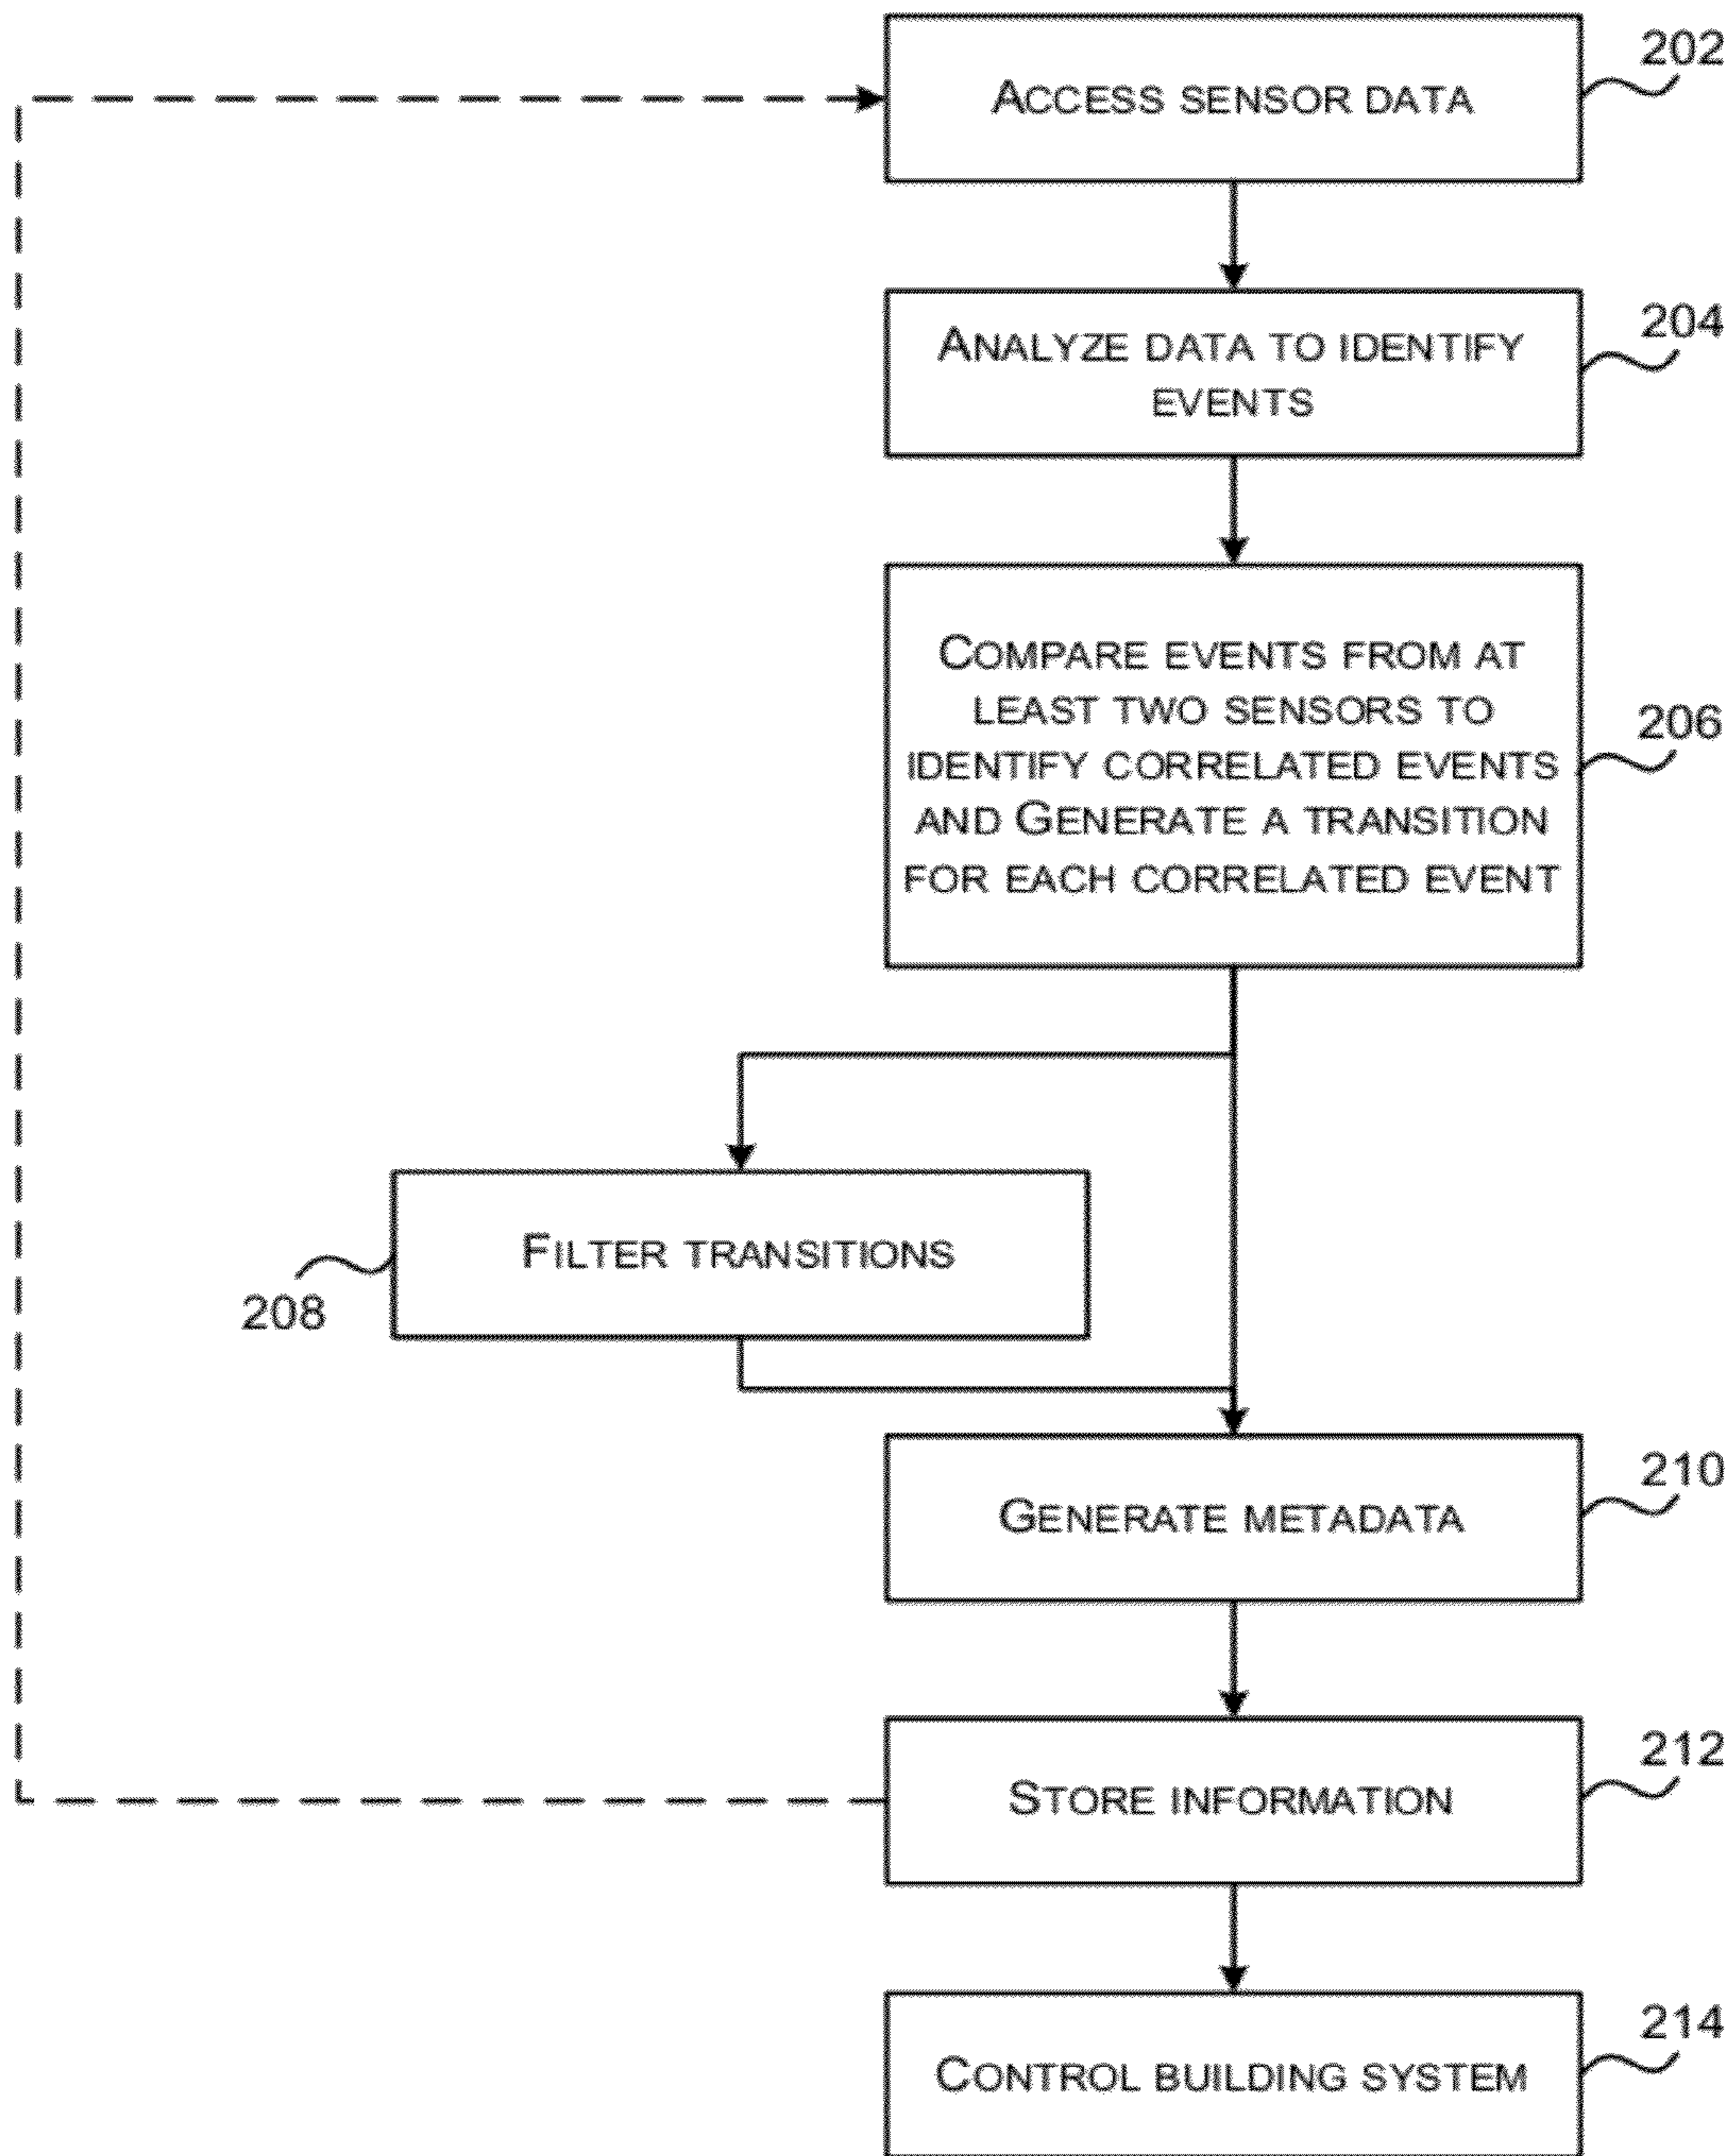 202
ACCESS SENSOR DATA
204
ANALYZE DATA TO IDENTIFY
EVENTS
COMPARE EVENTS FROM AT
LEAST TWO SENSORS TO
206
IDENTIFY CORRELATED EVENTS
AND GENERATE A TRANSITION
FOR EACH CORRELATED EVENT
FILTER TRANSITIONS
208
210
GENERATE METADATA
212
STORE INFORMATION
214
CONTROL BUILDING SYSTEM